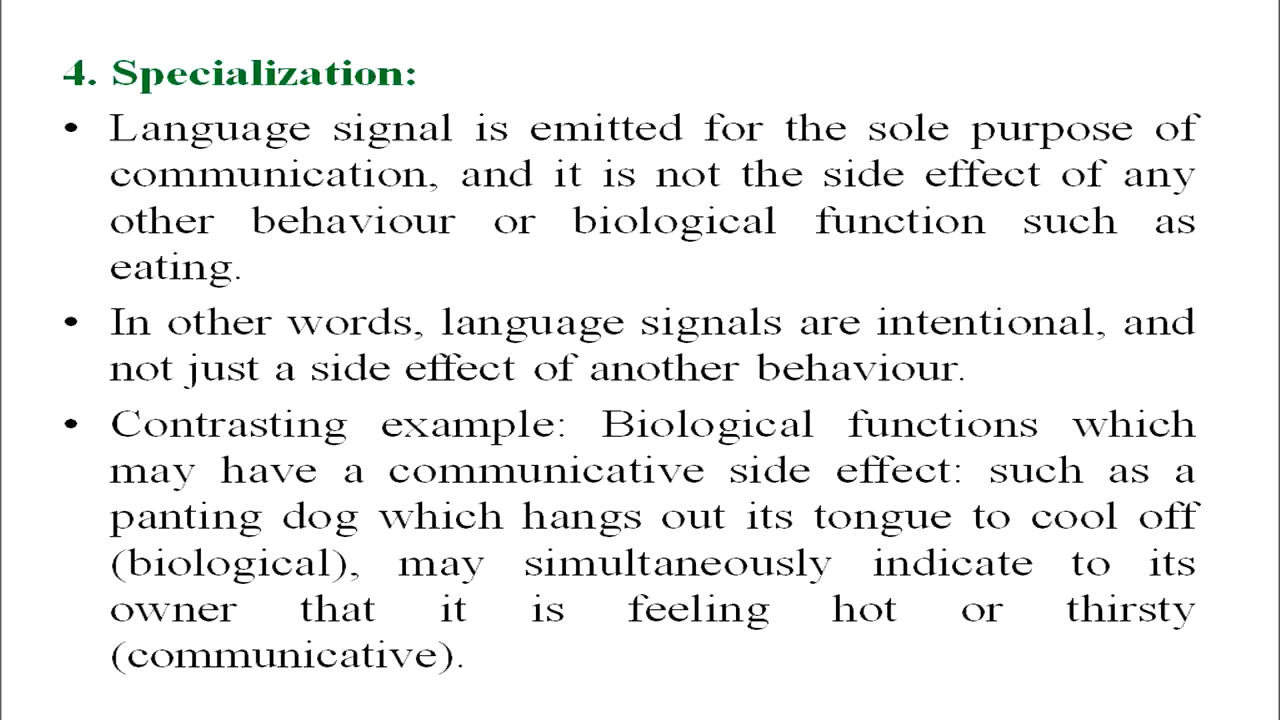 4. Specialization:
• Language signal is emitted for the sole purpose of
communication, and it is not the side effect of any
other behaviour or biological function such as
eating.
• In other words, language signals are intentional, and
not just a side effect of another behaviour.
• Contrasting example: Biological functions which
may have a communicative side effect: such as a
panting dog which hangs out its tongue to cool off
(biological), may simultaneously indicate to its
owner that it is feeling hot or thirsty
(communicative).